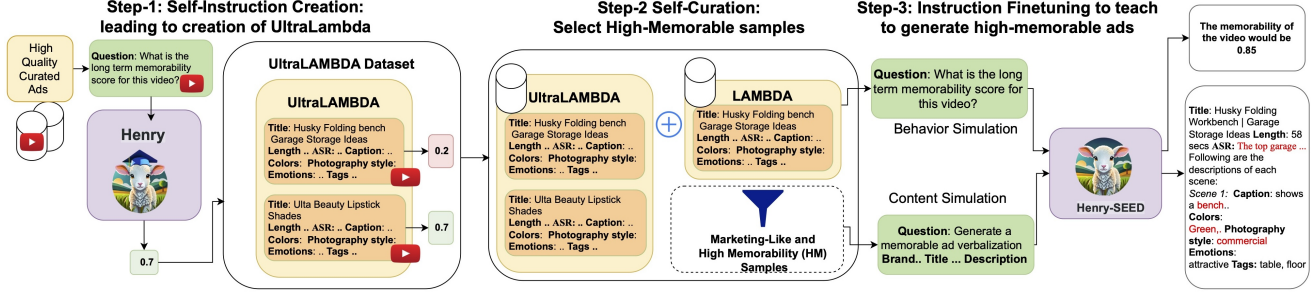 Step-1: Self-Instruction Creation:
leading to creation of UltraLambda
High
Quality
Curated
Ads
Question: What is the
long term memorability
score for this video?
Henry
0.7
UltraLAMBDA Dataset
UltraLAMBDA
Title: Husky Folding bench
Garage Storage Ideas
Length .. ASR: .. Caption: ..
Colors: Photography style:
Emotions: .. Tags ..
0.2
Title: Ulta Beauty Lipstick
Shades
Length .. ASR: .. Caption: ..
Colors: Photography style:
Emotions: .. Tags ..
0.7
Step-2 Self-Curation:
Select High-Memorable samples
UltraLAMBDA
Title: Husky Folding bench
Garage Storage Ideas
Length .. ASR: .. Caption: ..
Colors: Photography style:
Emotions: .. Tags ..
Title: Ulta Beauty Lipstick
Shades
Length .. ASR: .. Caption: ..
Colors: Photography style:
Emotions: .. Tags ..
LAMBDA
Title: Husky Folding bench
Garage Storage Ideas
Length .. ASR: .. Caption: ..
Colors: Photography style:
Emotions: .. Tags ..
Marketing-Like and
High Memorability (HM)
Samples
Step-3: Instruction Finetuning to teach
to generate high-memorable ads
Question: What is the long
term memorability score for
this video?
Behavior Simulation
Content Simulation
Question: Generate a
memorable ad verbalization
Brand.. Title ... Description
Henry-SEED
The memorability of
the video would be
0.85
Title: Husky Folding
Workbench | Garage
Storage Ideas Length: 58
secs ASR: The top garage ...
Following are the
descriptions of each
scene:
Scene 1: Caption: shows
a bench..
Colors:
Green,. Photography
style: commercial
Emotions:
attractive Tags: table, floor